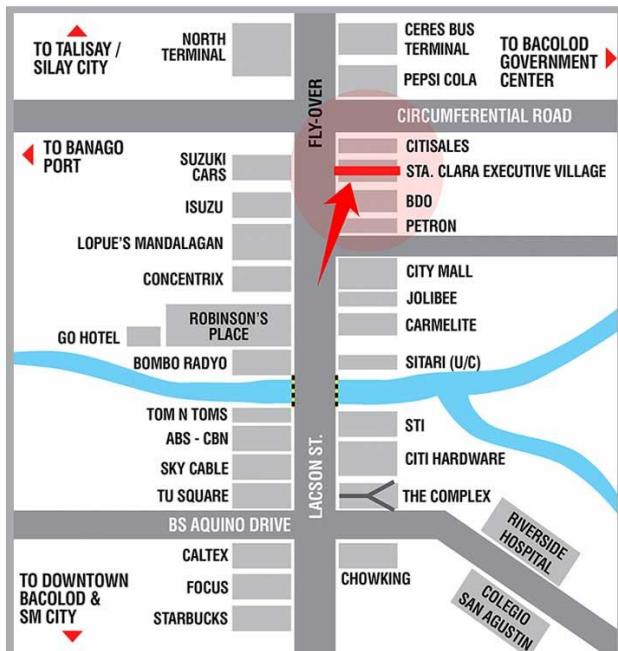 TO TALISAY /
SILAY CITY
NORTH
TERMINAL
CERES BUS
TERMINAL
PEPSI COLA
TO BACOLOD
GOVERNMENT
CENTER
FLY-OVER
CIRCUMFERENTIAL ROAD
TO BANAGO
PORT
SUZUKI
CARS
ISUZU
LOPUE'S MANDALAGAN
CONCENTRIX
CITISALES
STA. CLARA EXECUTIVE VILLAGE
BDO
PETRON
CITY MALL
JOLIBEE
CARMELITE
ROBINSON'S
PLACE
GO HOTEL
BOMBO RADYO
SITARI (U/C)
TOM N TOMS
ABS - CBN
SKY CABLE
TU SQUARE
LACSON ST.
STI
CITI HARDWARE
THE COMPLEX
BS AQUINO DRIVE
RIVERSIDE
HOSPITAL
CALTEX
FOCUS
STARBUCKS
CHOWKING
COLEGIO
SAN AGUSTIN
TO DOWNTOWN
BACOLOD &
SM CITY